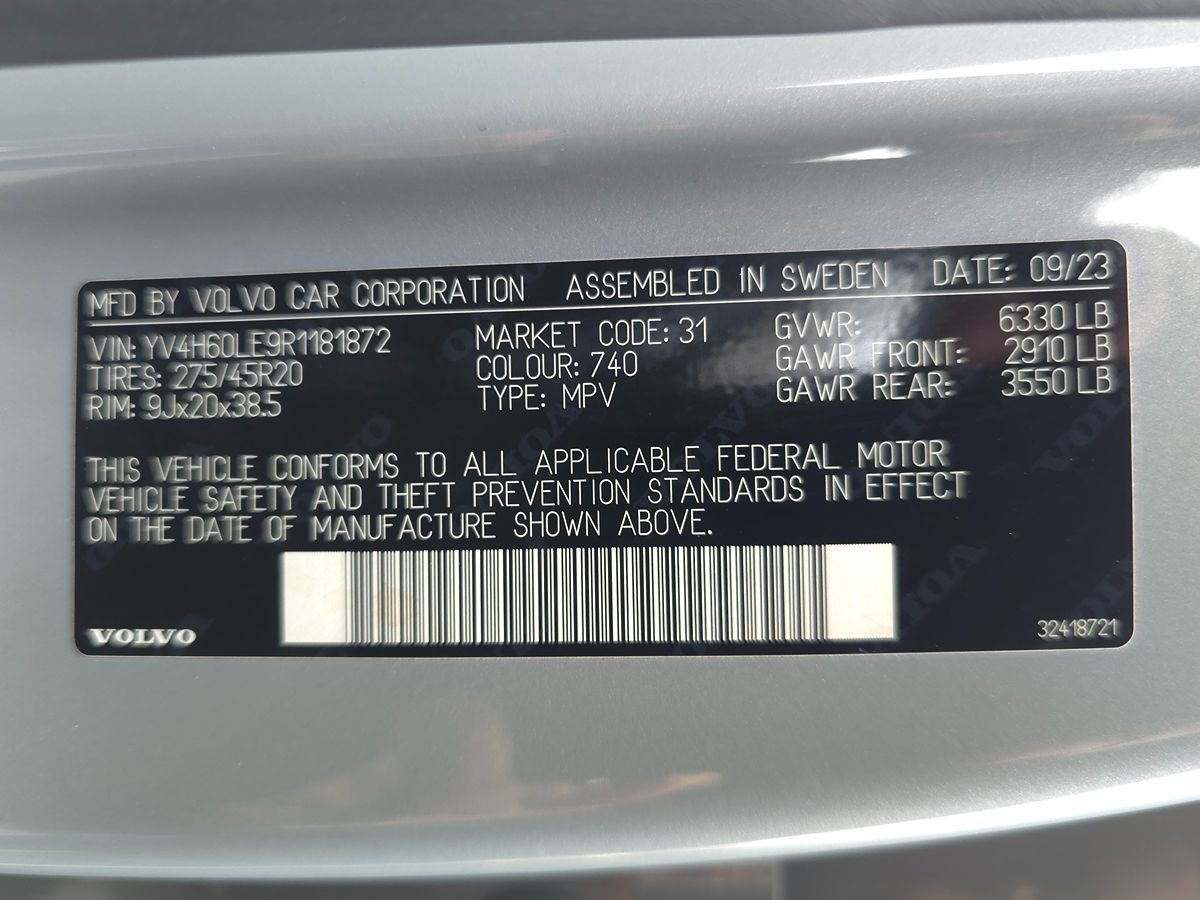 MFD BY VOLVO CAR CORPORATION ASSEMBLED IN SWEDEN DATE: 09/23
VIN: YV4H60LE9R1181872 MARKET CODE: 31 GVWR: 6330 LB
TIRES: 275/45R20 COLOUR: 740 GAWR FRONT: 2910 LB
RIM: 9Jx20x38.5 TYPE: MPV GAWR REAR: 3550 LB
THIS VEHICLE CONFORMS TO ALL APPLICABLE FEDERAL MOTOR
VEHICLE SAFETY AND THEFT PREVENTION STANDARDS IN EFFECT
ON THE DATE OF MANUFACTURE SHOWN ABOVE.
VOLVO 32418721